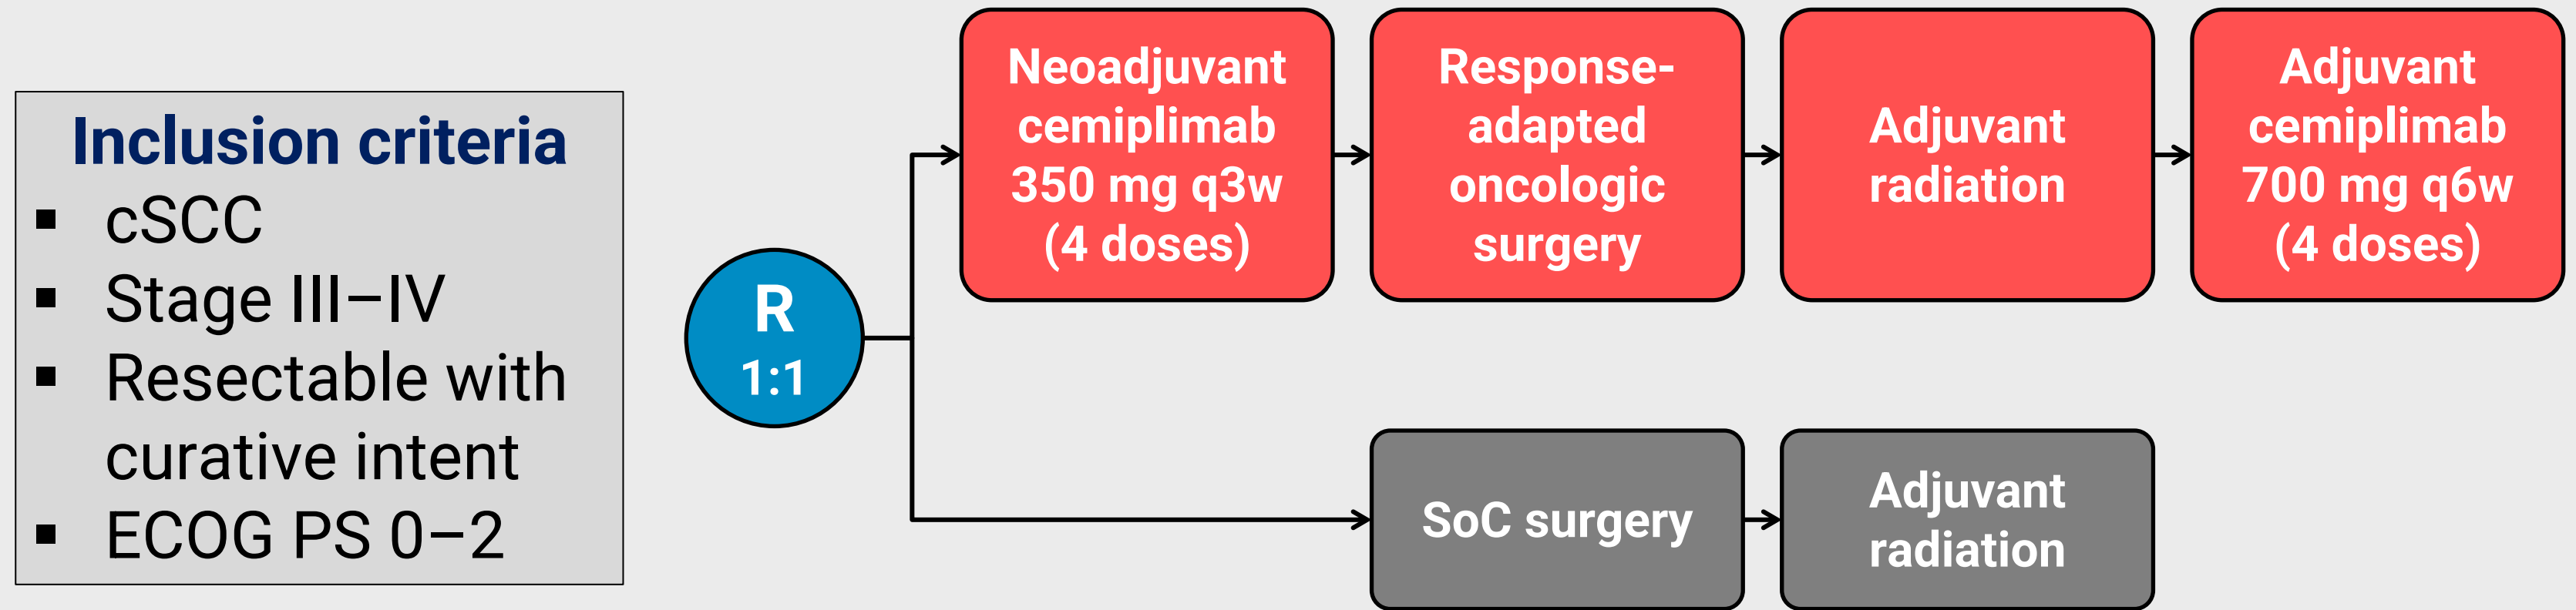 Inclusion criteria
▪ cSCC
▪ Stage III–IV
▪ Resectable with
curative intent
▪ ECOG PS 0–2
R
1:1
Neoadjuvant
cemiplimab
350 mg q3w
(4 doses)
Response-
adapted
oncologic
surgery
Adjuvant
radiation
Adjuvant
cemiplimab
700 mg q6w
(4 doses)
SoC surgery
Adjuvant
radiation